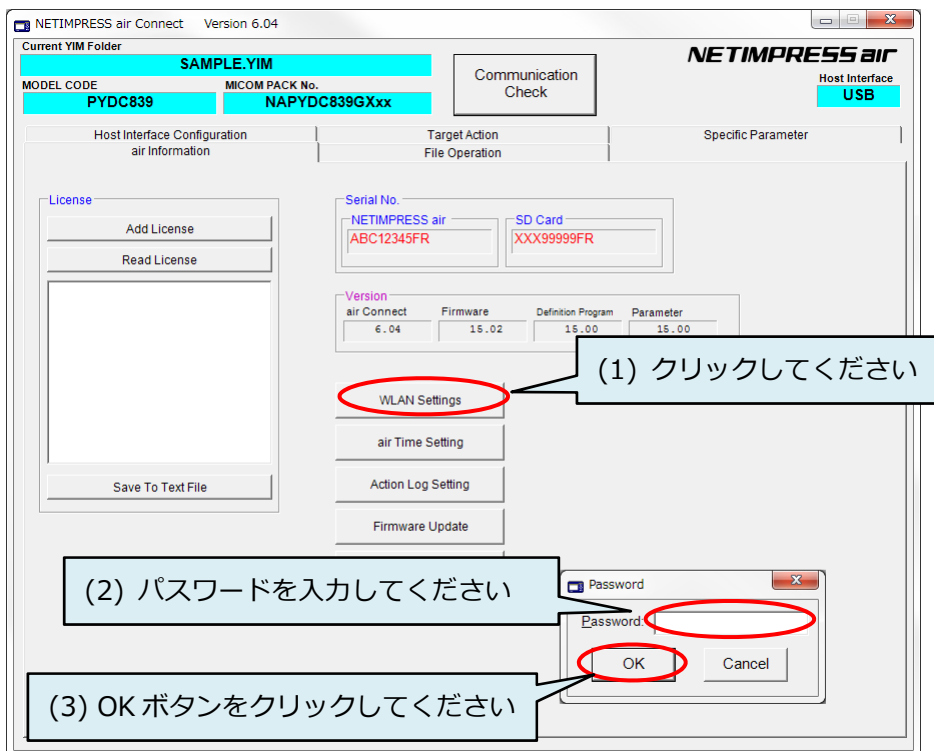 NETIMPRESS air Connect Version 6.04
Current YIM Folder
SAMPLE.YIM
MODEL CODE
MICOM PACK No.
PYDC839
NAPYDC839GXxx
Communication
Check
NETIMPRESS air
Host Interface
USB
Host Interface Configuration
Target Action
Specific Parameter
air Information
File Operation
License
Add License
Read License
Save To Text File
Serial No.
NETIMPRESS air
SD Card
ABC12345FR
XXX99999FR
Version
air Connect
Firmware
Definition Program
Parameter
6.04
15.02
15.00
15.00
(1) クリックしてください
WLAN Settings
air Time Setting
Action Log Setting
Firmware Update
(2) パスワードを入力してください
Password
Password:
OK
Cancel
(3) OK ボタンをクリックしてください